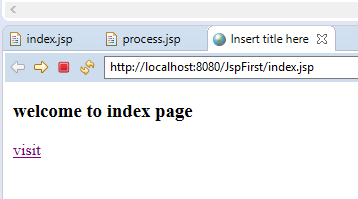 index.jsp process.jsp Insert title here
http://localhost:8080/JspFirst/index.jsp
welcome to index page
visit